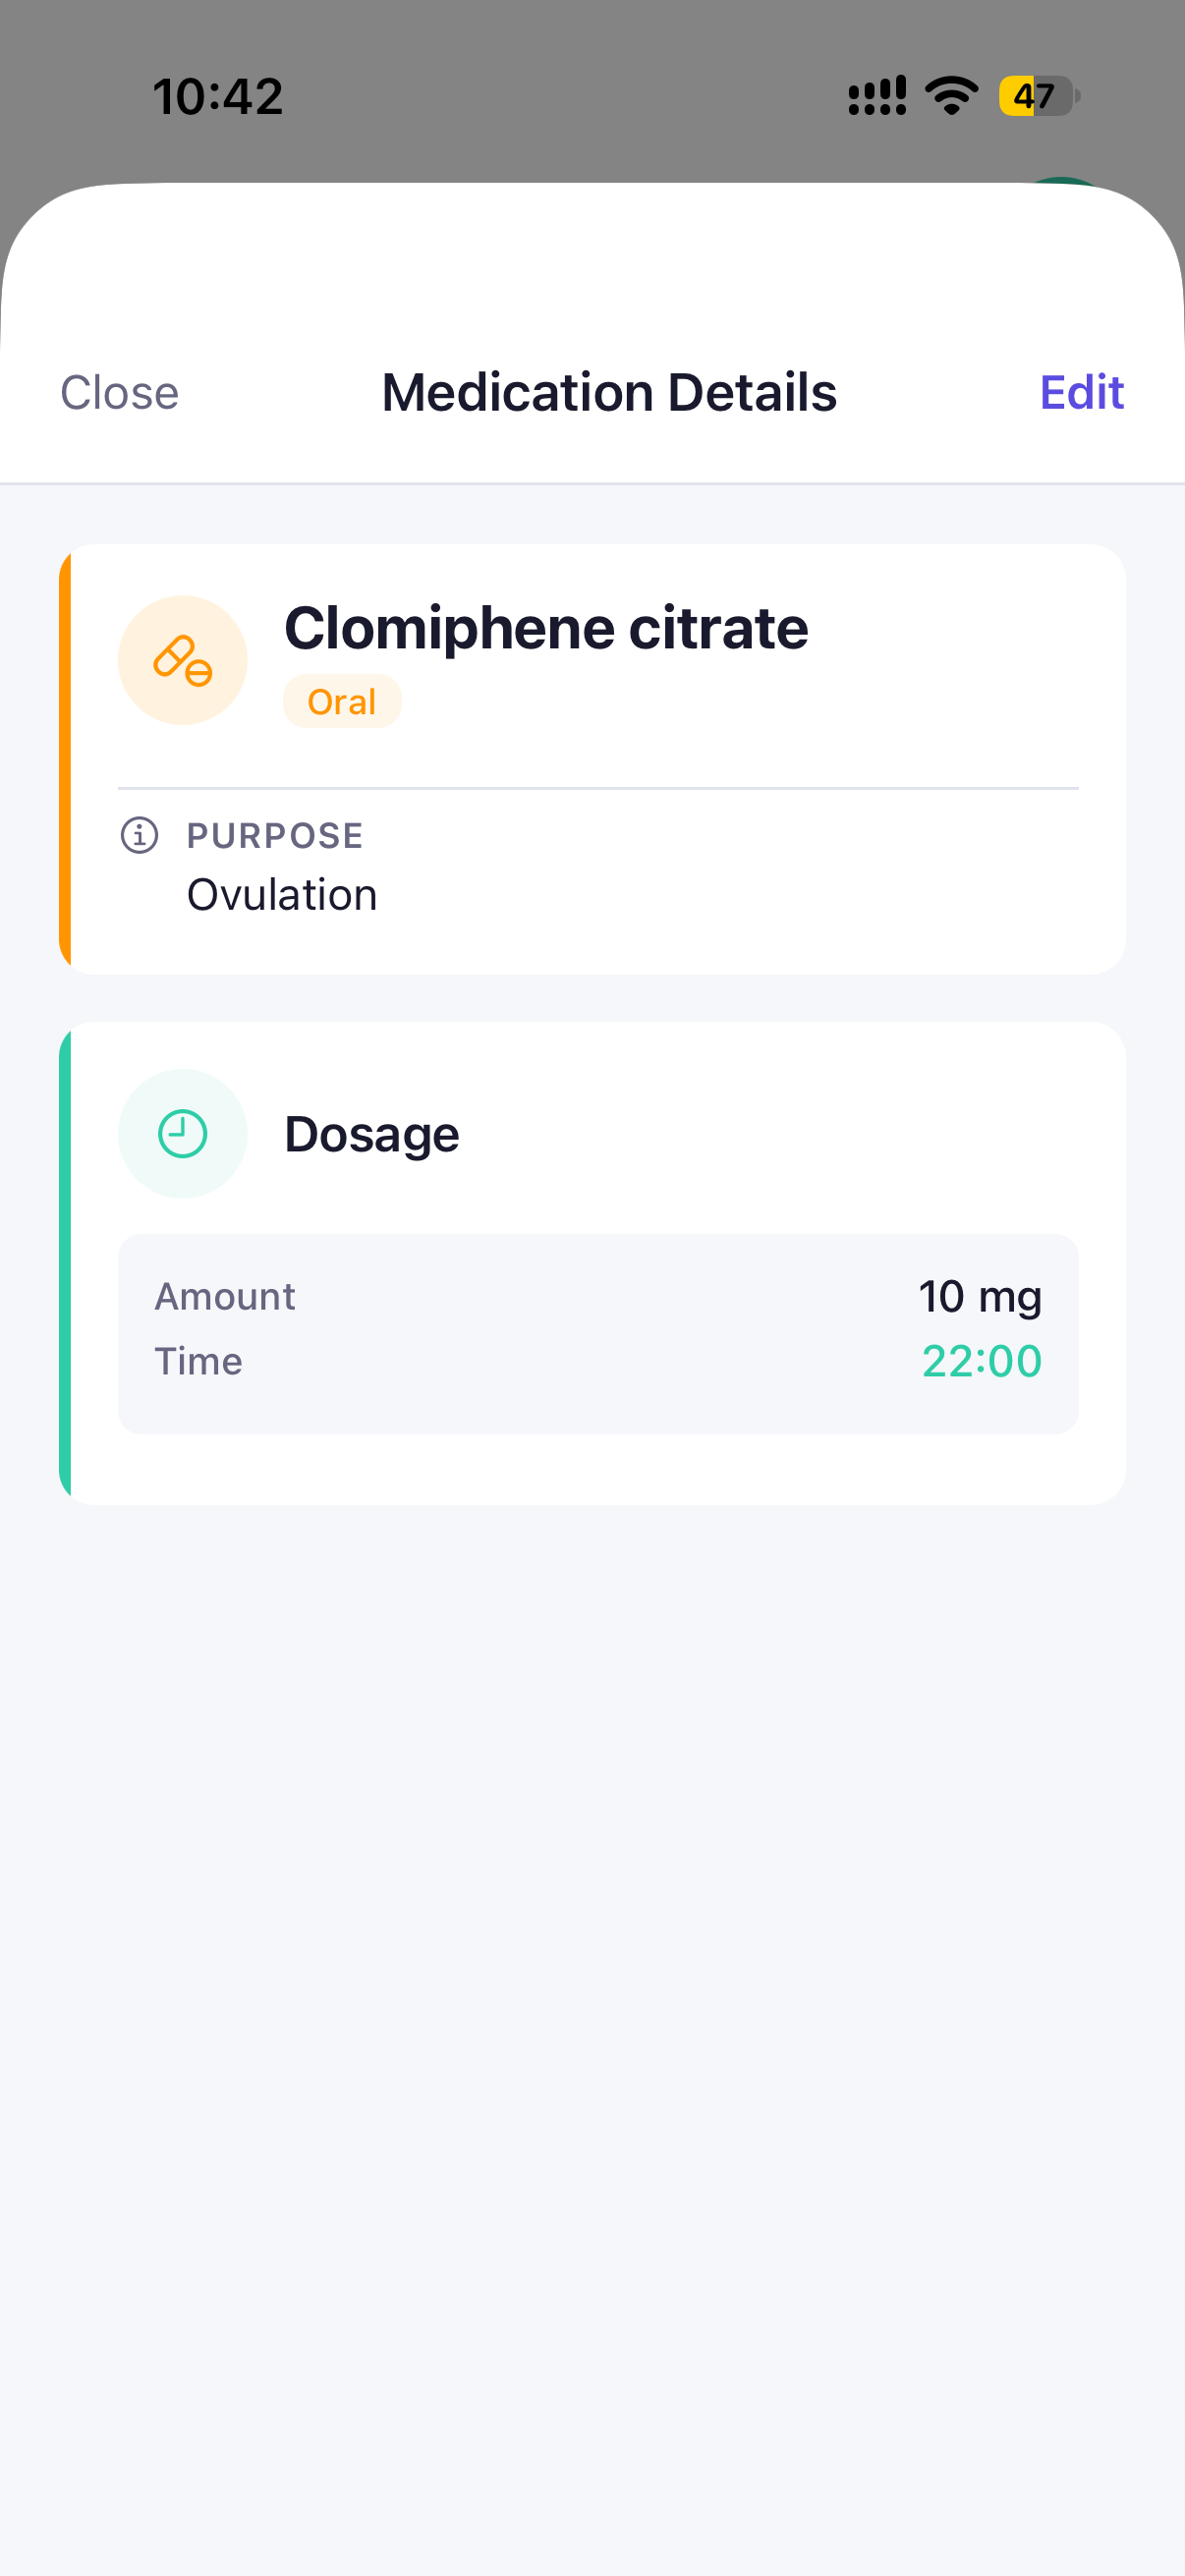 10:42 47
Close Medication Details Edit
Clomiphene citrate
Oral
PURPOSE
Ovulation
Dosage
Amount 10 mg
Time 22:00